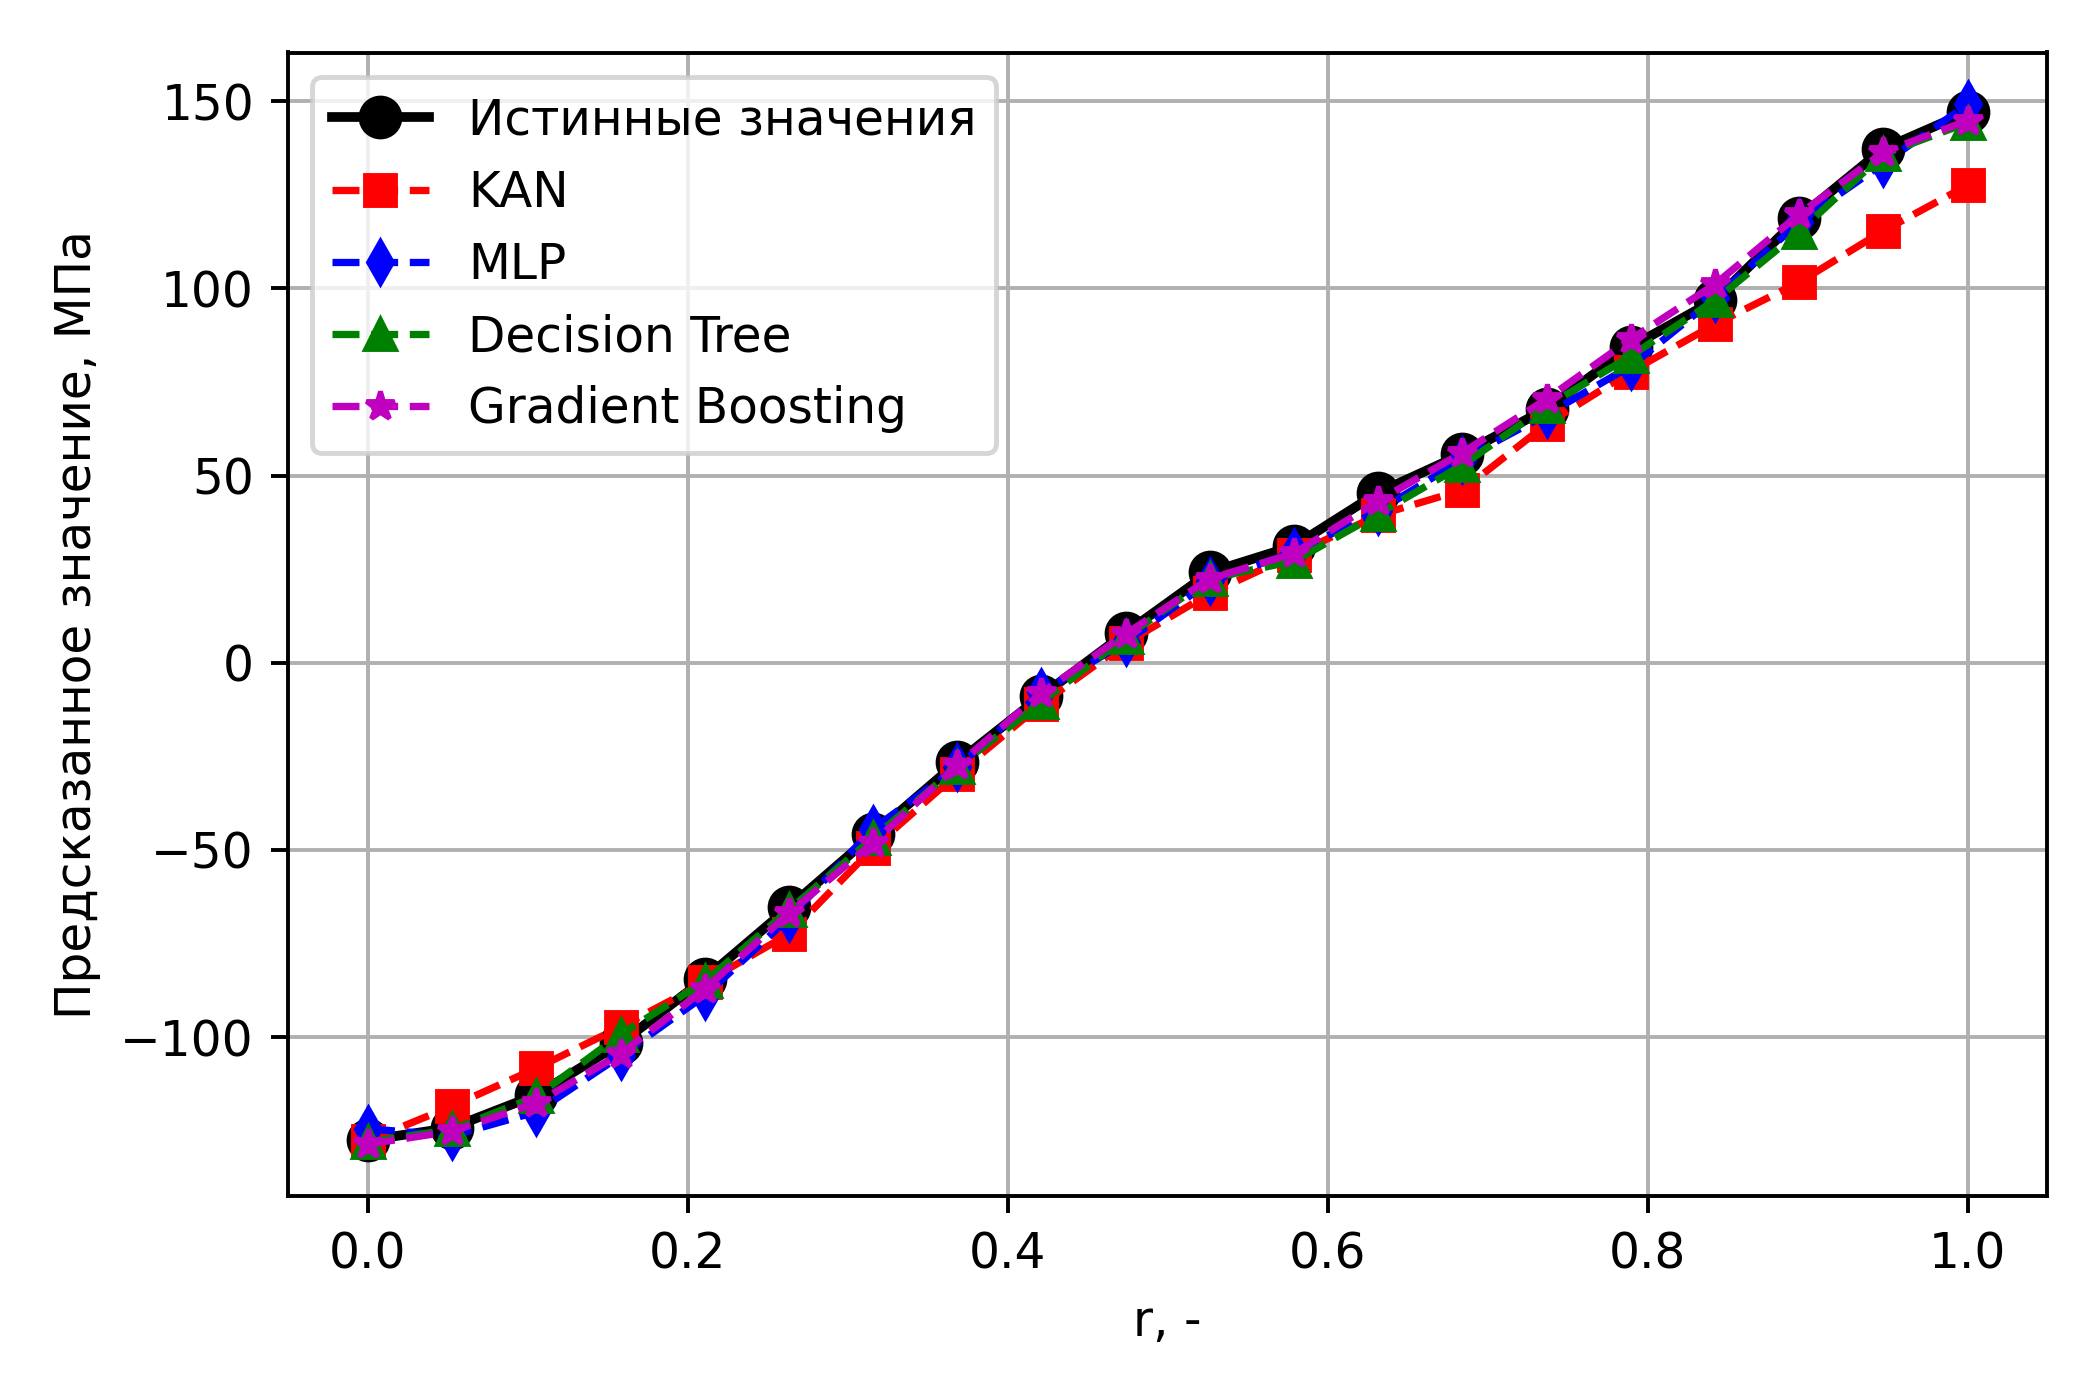 Предсказанное значение, МПа
150
100
50
0
−50
−100
Истинные значения
KAN
MLP
Decision Tree
Gradient Boosting
0.0 0.2 0.4 0.6 0.8 1.0
r, -